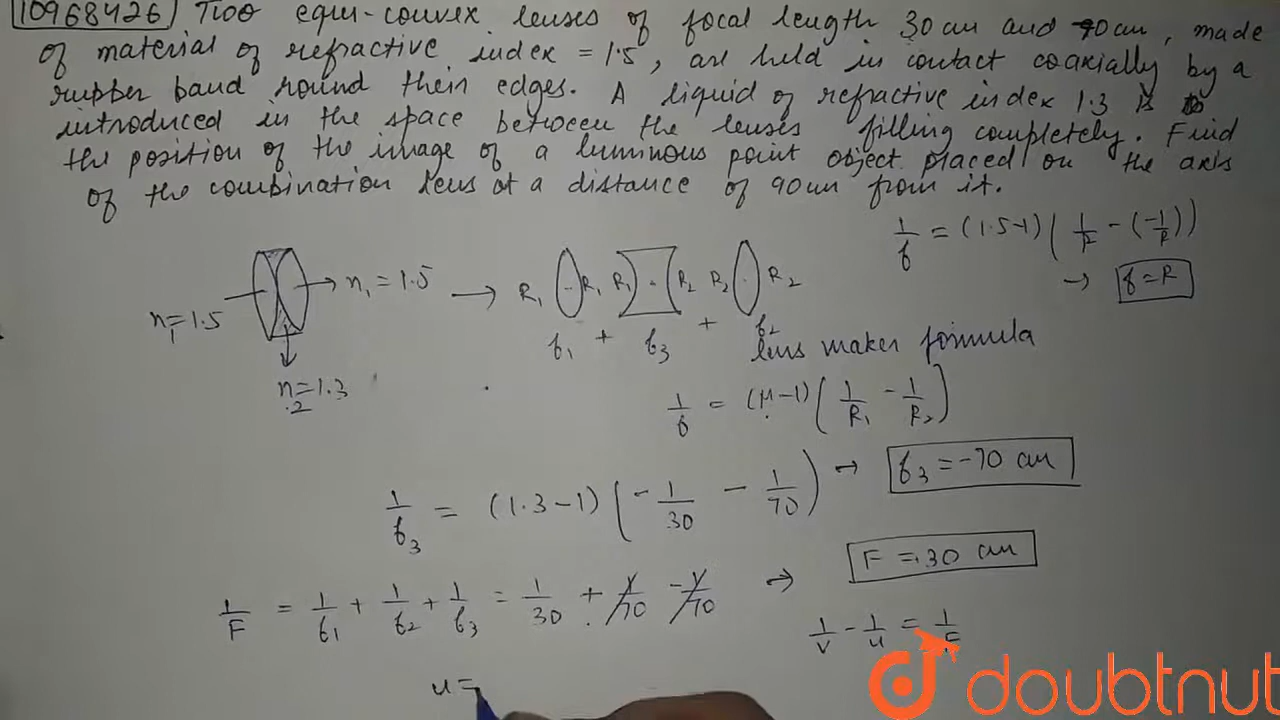 10968426 Two equi-convex lenses of focal length 30 cm and 70 cm, made
of material of refractive index = 1.5, are held in contact coaxially by a
rubber band round their edges. A liquid of refractive index 1.3 is
introduced in the space between the lenses filling completely. Find
the position of the image of a luminous point object placed on the axis
of the combination lens at a distance of 90 cm from it.
1/f = (1.5-1)(1/R - (-1/R))
→ f = R
n₁ = 1.5
n₁ = 1.5 → R₁ R₁ R₁ R₂ R₂ R₂
n₂ = 1.3
f₁ + f₃ + f₂
lens maker formula
1/f = (μ-1)(1/R₁ - 1/R₂)
1/f₃ = (1.3-1)(-1/30 - 1/70) → f₃ = -70 cm
1/F = 1/f₁ + 1/f₂ + 1/f₃ = 1/30 + 1/70 - 1/70 → F = 30 cm
1/v - 1/u = 1/F
u =
doubtnut